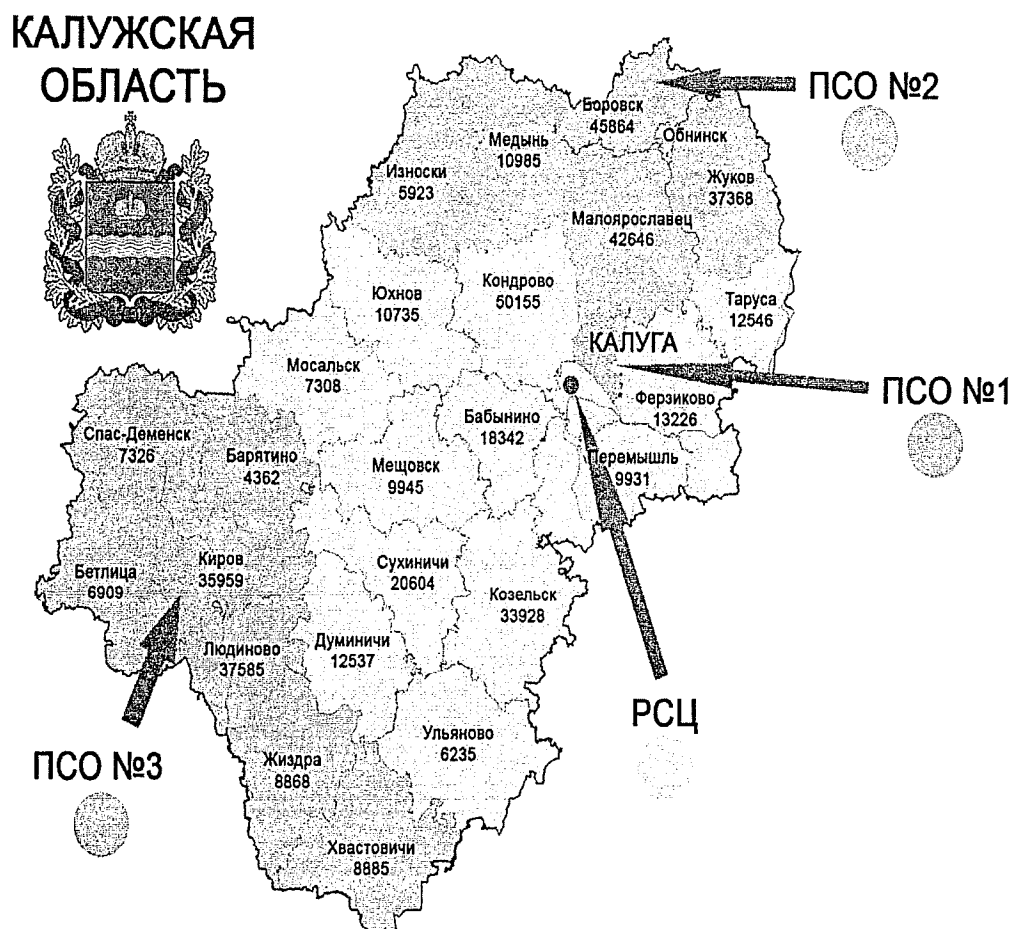 КАЛУЖСКАЯ
ОБЛАСТЬ
ПСО №2
Боровск
45864
Обнинск
Медынь
10985
Износки
5923
Жуков
37368
Малоярославец
42646
Кондрово
50155
Юхнов
10735
Таруса
12546
КАЛУГА
Мосальск
7308
ПСО №1
Ферзиково
13226
Бабынино
18342
Спас-Деменск
7326
Барятино
4362
Мещовск
9945
Перемышль
9931
Киров
35959
Сухиничи
20604
Бетлица
6909
Козельск
33928
Людиново
37585
Думиничи
12537
РСЦ
Ульяново
6235
ПСО №3
Жиздра
8868
Хвастовичи
8885